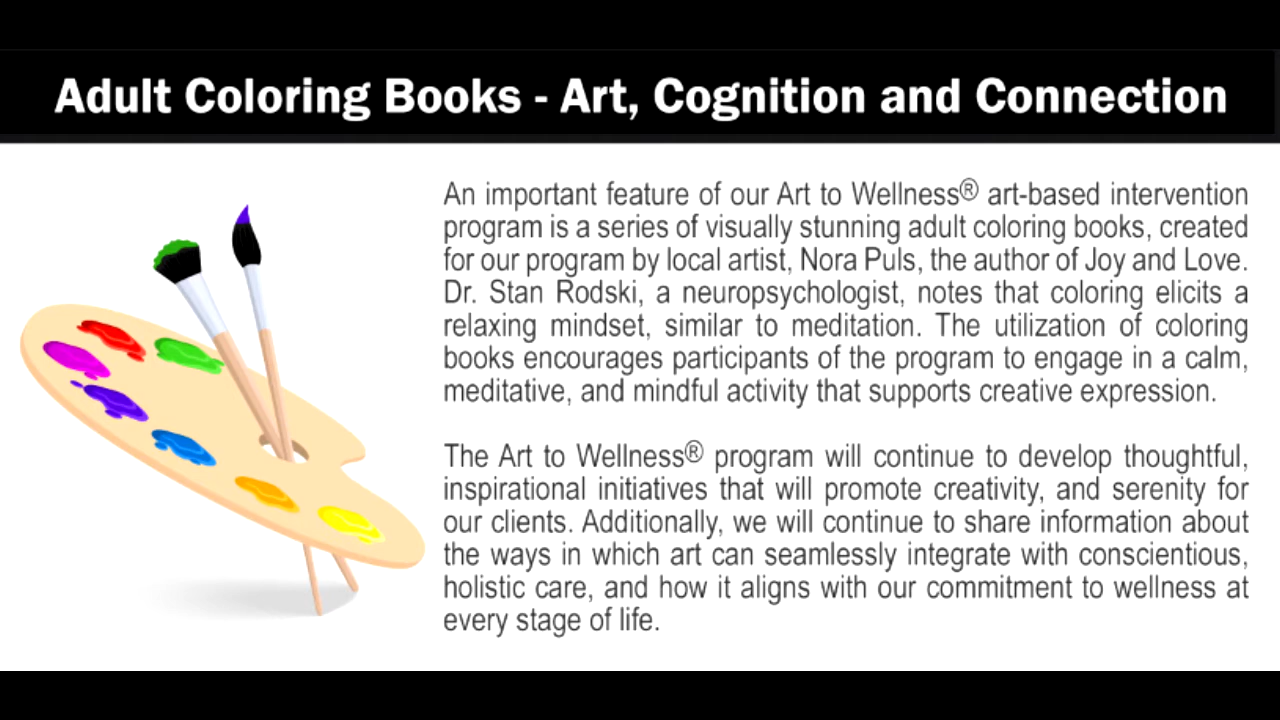 Adult Coloring Books - Art, Cognition and Connection
An important feature of our Art to Wellness® art-based intervention
program is a series of visually stunning adult coloring books, created
for our program by local artist, Nora Puls, the author of Joy and Love.
Dr. Stan Rodski, a neuropsychologist, notes that coloring elicits a
relaxing mindset, similar to meditation. The utilization of coloring
books encourages participants of the program to engage in a calm,
meditative, and mindful activity that supports creative expression.
The Art to Wellness® program will continue to develop thoughtful,
inspirational initiatives that will promote creativity, and serenity for
our clients. Additionally, we will continue to share information about
the ways in which art can seamlessly integrate with conscientious,
holistic care, and how it aligns with our commitment to wellness at
every stage of life.